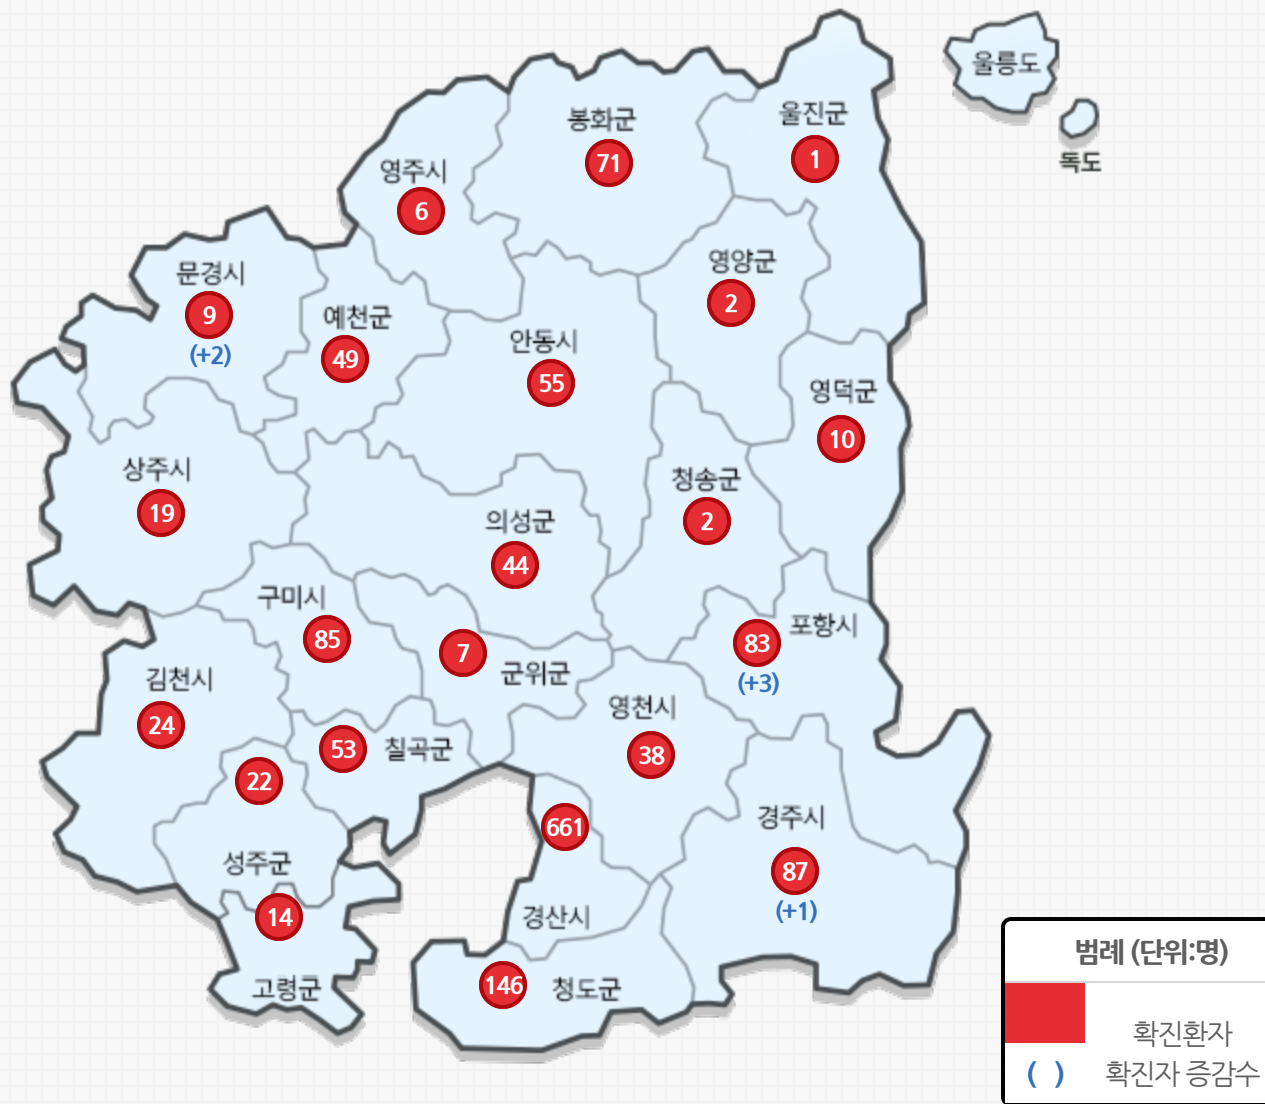 울릉도
독도
봉화군
71
울진군
1
영주시
6
문경시
9
(+2)
예천군
49
영양군
2
안동시
55
영덕군
10
상주시
19
청송군
2
의성군
44
구미시
85
7
군위군
포항시
83
(+3)
김천시
24
영천시
38
53
칠곡군
22
성주군
661
경산시
경주시
87
(+1)
14
고령군
146
청도군
범례 (단위:명)
확진환자
( ) 확진자 증감수